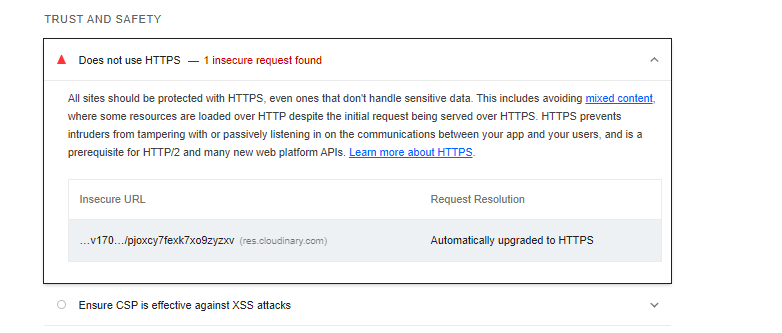 TRUST AND SAFETY
Does not use HTTPS — 1 insecure request found
All sites should be protected with HTTPS, even ones that don't handle sensitive data. This includes avoiding mixed content,
where some resources are loaded over HTTP despite the initial request being served over HTTPS. HTTPS prevents
intruders from tampering with or passively listening in on the communications between your app and your users, and is a
prerequisite for HTTP/2 and many new web platform APIs. Learn more about HTTPS.
Insecure URL Request Resolution
…v170…/pjoxcy7fexk7xo9zyzxv (res.cloudinary.com) Automatically upgraded to HTTPS
Ensure CSP is effective against XSS attacks